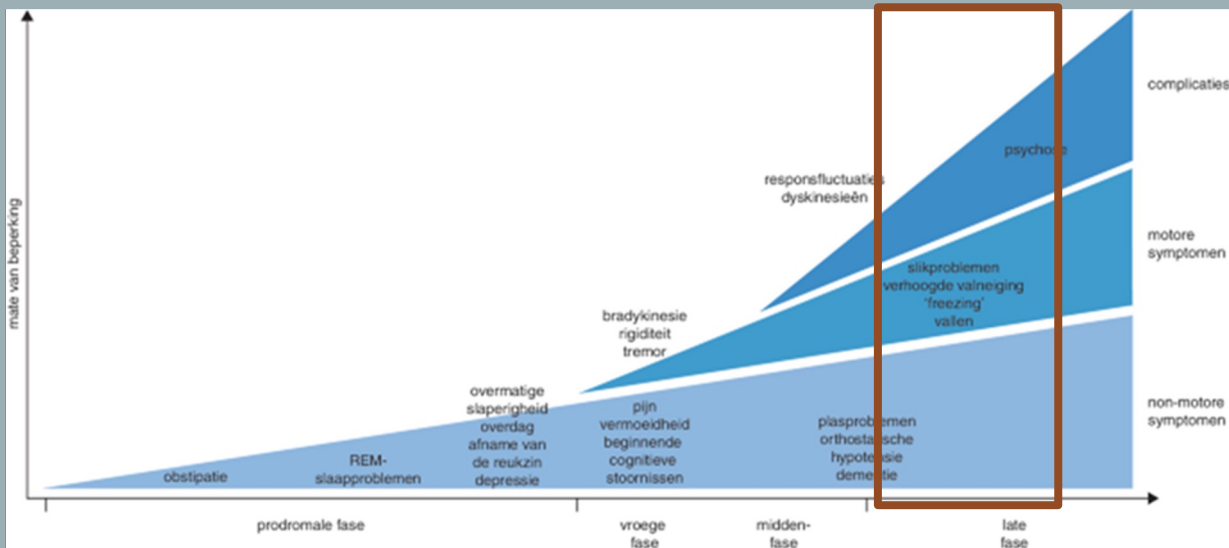 mate van beperking
complicaties
psychose
responsfluctuaties
dyskinesieën
motore
symptomen
slikproblemen
verhoogde valneiging
‘freezing’
vallen
bradykinesie
rigiditeit
tremor
non-motore
symptomen
overmatige
slaperigheid
overdag
afname van
de reukzin
depressie
pijn
vermoeidheid
beginnende
cognitieve
stoornissen
plasproblemen
orthostatische
hypotensie
dementie
REM-
slaapproblemen
obstipatie
prodromale fase
vroege
fase
midden-
fase
late
fase